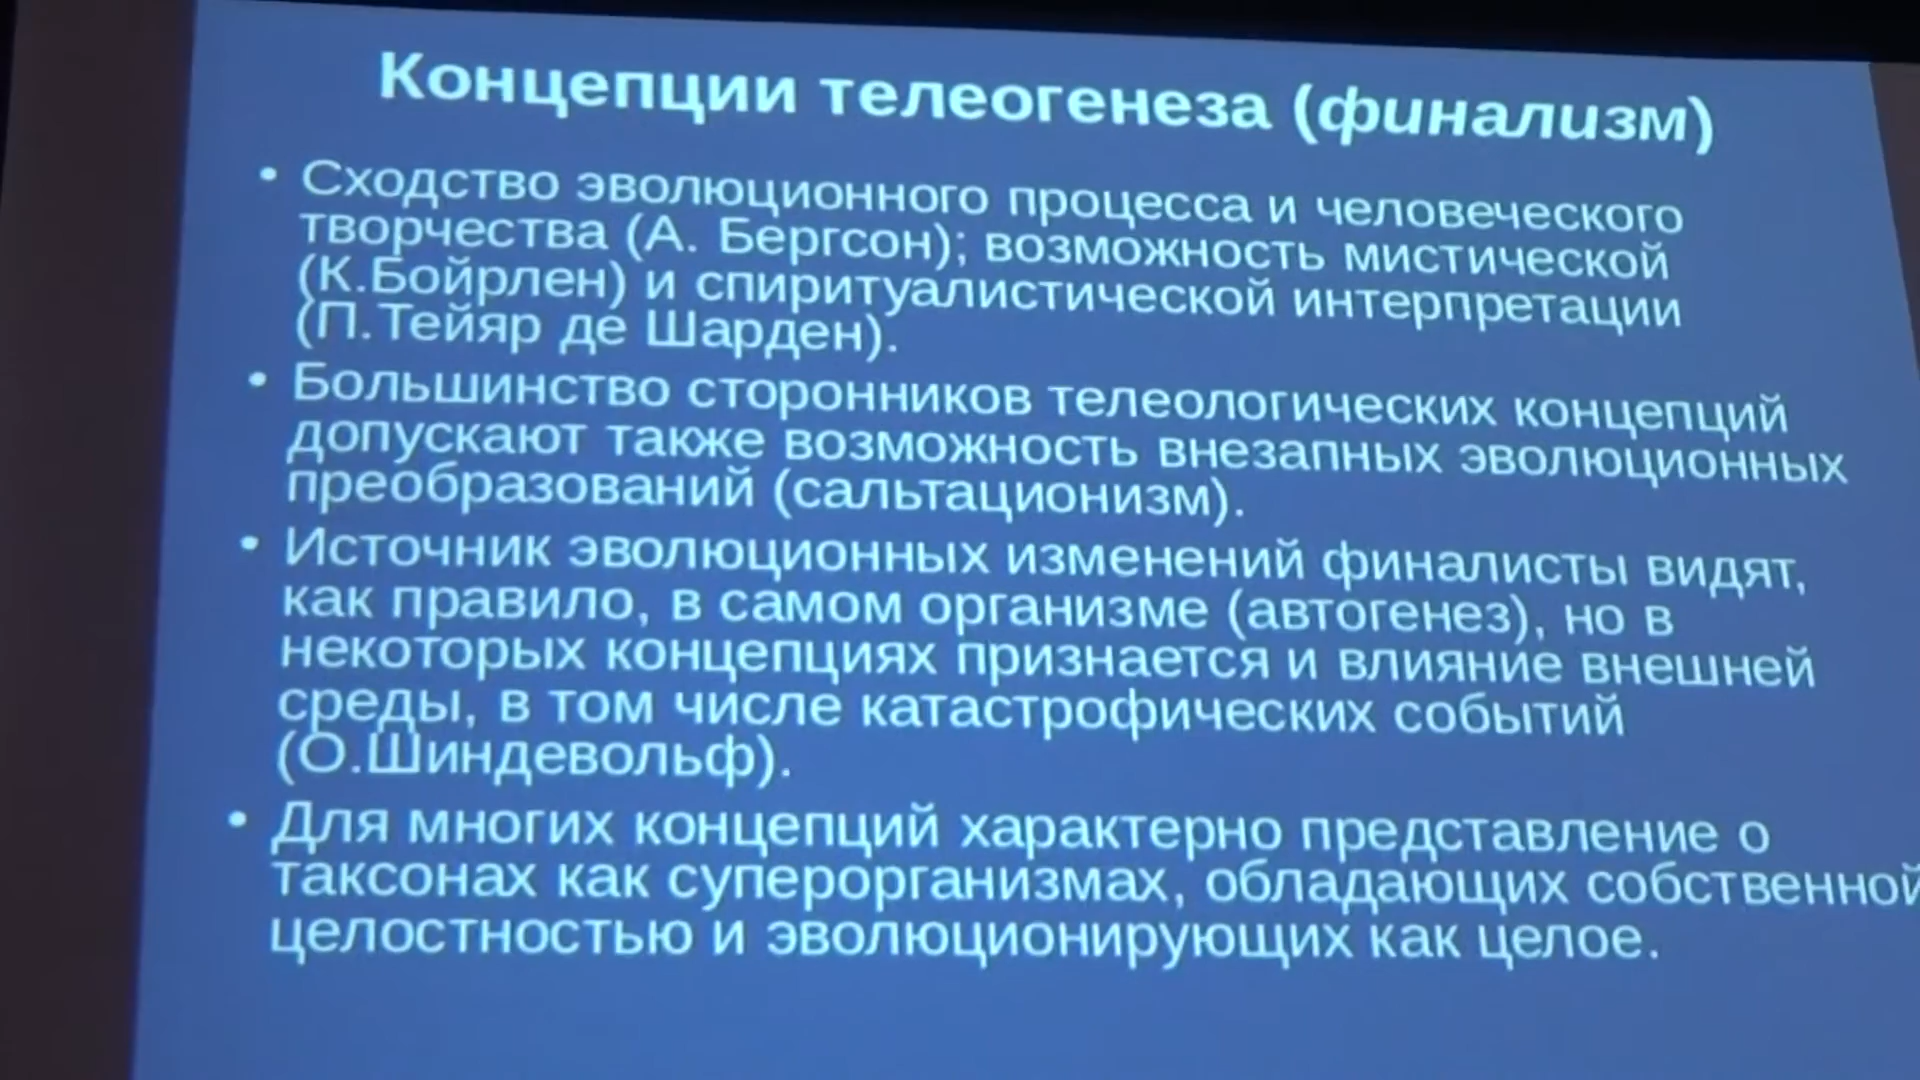 Концепции телеогенеза (финализм)
• Сходство эволюционного процесса и человеческого
творчества (А. Бергсон); возможность мистической
(К.Бойрлен) и спиритуалистической интерпретации
(П.Тейяр де Шарден).
• Большинство сторонников телеологических концепций
допускают также возможность внезапных эволюционных
преобразований (сальтационизм).
• Источник эволюционных изменений финалисты видят,
как правило, в самом организме (автогенез), но в
некоторых концепциях признается и влияние внешней
среды, в том числе катастрофических событий
(О.Шиндевольф).
• Для многих концепций характерно представление о
таксонах как суперорганизмах, обладающих собственной
целостностью и эволюционирующих как целое.